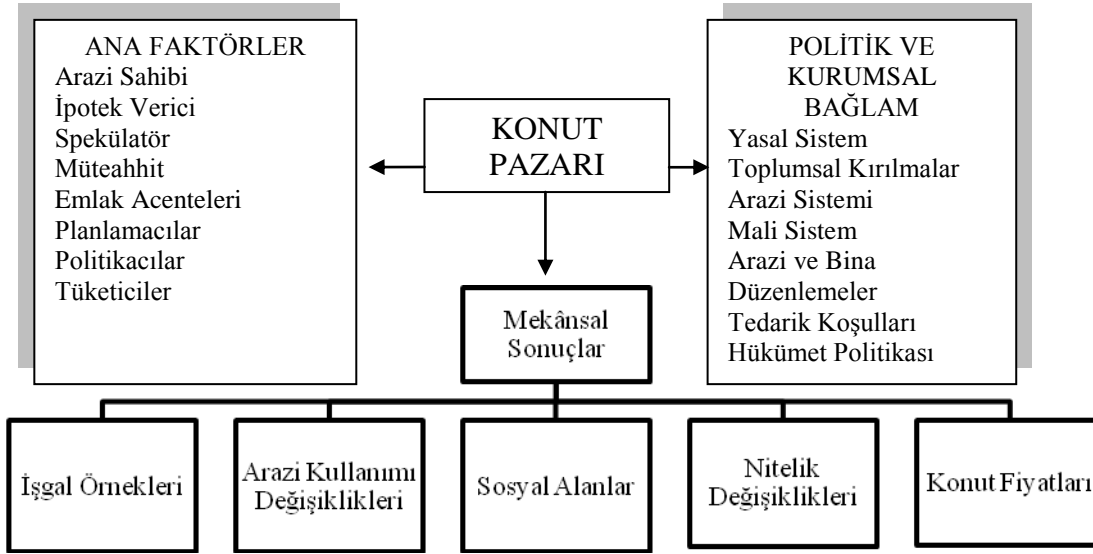 ANA FAKTÖRLER
Arazi Sahibi
İpotek Verici
Spekülatör
Müteahhit
Emlak Acenteleri
Planlamacılar
Politikacılar
Tüketiciler
KONUT
PAZARI
POLİTİK VE
KURUMSAL
BAĞLAM
Yasal Sistem
Toplumsal Kırılmalar
Arazi Sistemi
Mali Sistem
Arazi ve Bina
Düzenlemeler
Tedarik Koşulları
Hükümet Politikası
Mekânsal
Sonuçlar
İşgal Örnekleri
Arazi Kullanımı
Değişiklikleri
Sosyal Alanlar
Nitelik
Değişiklikleri
Konut Fiyatları